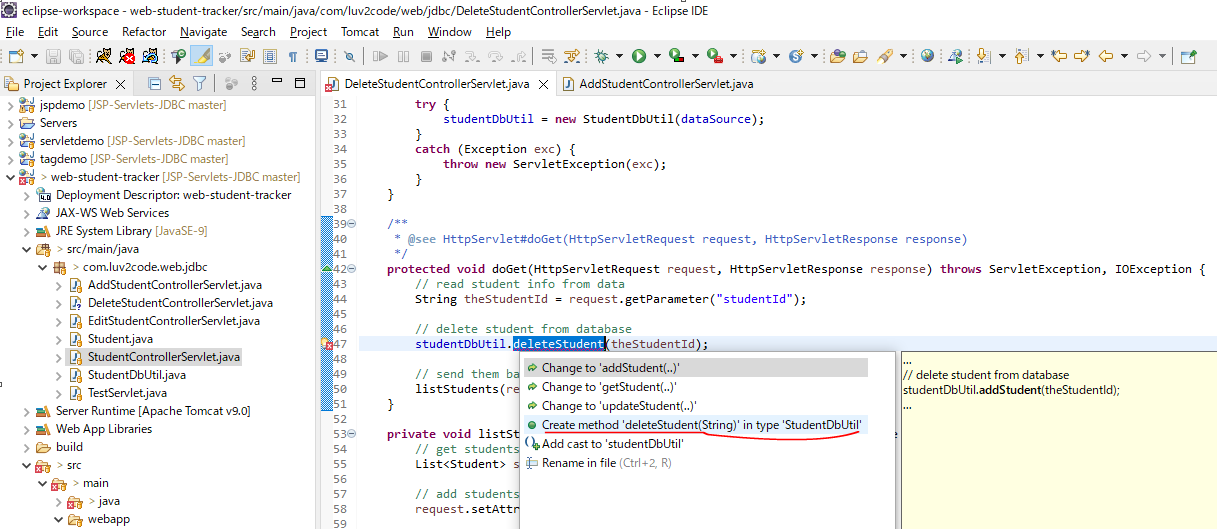 eclipse-workspace - web-student-tracker/src/main/java/com/luv2code/web/jdbc/DeleteStudentControllerServlet.java - Eclipse IDE
File Edit Source Refactor Navigate Search Project Tomcat Run Window Help
Project Explorer
jspdemo [JSP-Servlets-JDBC master]
Servers
servletdemo [JSP-Servlets-JDBC master]
tagdemo [JSP-Servlets-JDBC master]
> web-student-tracker [JSP-Servlets-JDBC master]
Deployment Descriptor: web-student-tracker
JAX-WS Web Services
JRE System Library [JavaSE-9]
> src/main/java
> com.luv2code.web.jdbc
AddStudentControllerServlet.java
DeleteStudentControllerServlet.java
EditStudentControllerServlet.java
Student.java
StudentControllerServlet.java
StudentDbUtil.java
TestServlet.java
Server Runtime [Apache Tomcat v9.0]
Web App Libraries
build
> src
> main
> java
> webapp
DeleteStudentControllerServlet.java
AddStudentControllerServlet.java
31 try {
32 studentDbUtil = new StudentDbUtil(dataSource);
33 }
34 catch (Exception exc) {
35 throw new ServletException(exc);
36 }
37 }
38
39 /**
40 * @see HttpServlet#doGet(HttpServletRequest request, HttpServletResponse response)
41 */
42 protected void doGet(HttpServletRequest request, HttpServletResponse response) throws ServletException, IOException {
43 // read student info from data
44 String theStudentId = request.getParameter("studentId");
45
46 // delete student from database
47 studentDbUtil.deleteStudent(theStudentId);
48
49 // send them ba
50 listStudents(re
51 }
52
53 private void listSt
54 // get students
55 List<Student> s
56
57 // add students
58 request.setAttr
59
Change to 'addStudent(..)'
Change to 'getStudent(..)'
Change to 'updateStudent(..)'
Create method 'deleteStudent(String)' in type 'StudentDbUtil'
Add cast to 'studentDbUtil'
Rename in file (Ctrl+2, R)
...
// delete student from database
studentDbUtil.addStudent(theStudentId);
...